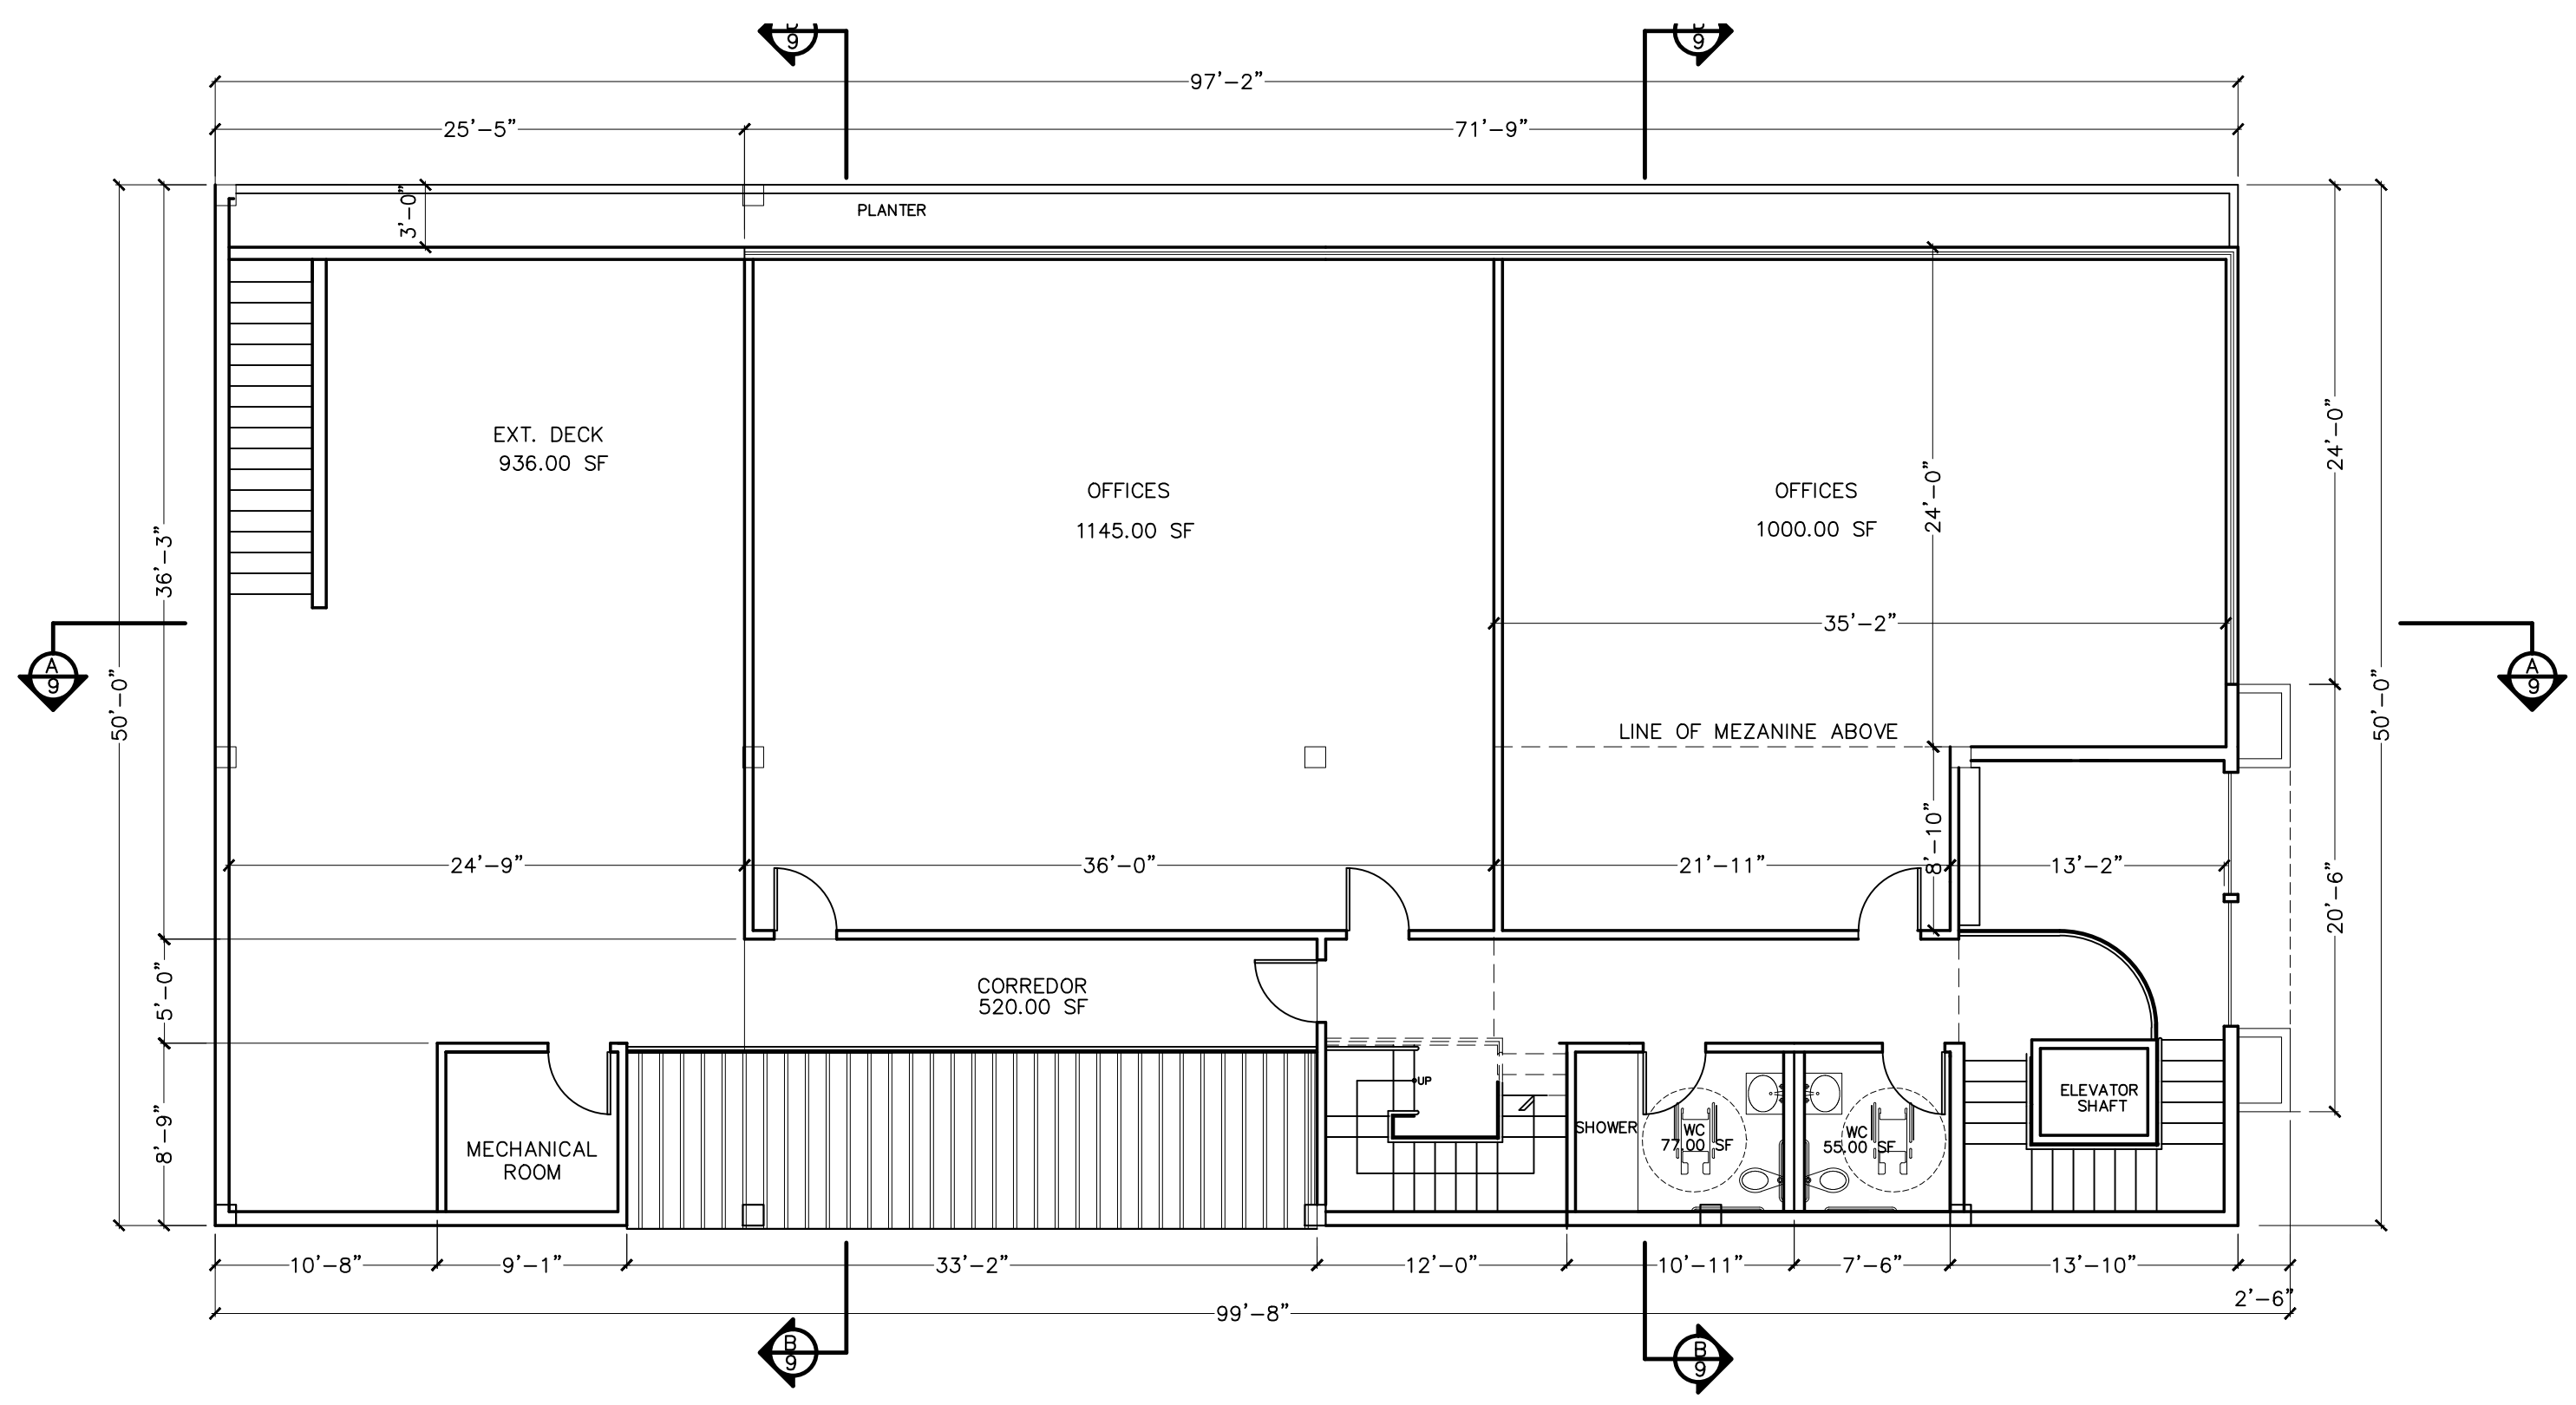 9
9
97'-2"
25'-5"
71'-9"
3'-0"
PLANTER
EXT. DECK
936.00 SF
OFFICES
1145.00 SF
OFFICES
1000.00 SF
24'-0"
24'-0"
36'-3"
50'-0"
50'-0"
35'-2"
A
9
A
9
LINE OF MEZANINE ABOVE
8'-10"
24'-9"
36'-0"
21'-11"
13'-2"
20'-6"
5'-0"
CORREDOR
520.00 SF
UP
ELEVATOR
SHAFT
8'-9"
MECHANICAL
ROOM
SHOWER
WC
77.00 SF
WC
55.00 SF
10'-8"
9'-1"
33'-2"
12'-0"
10'-11"
7'-6"
13'-10"
2'-6"
99'-8"
B
9
B
9